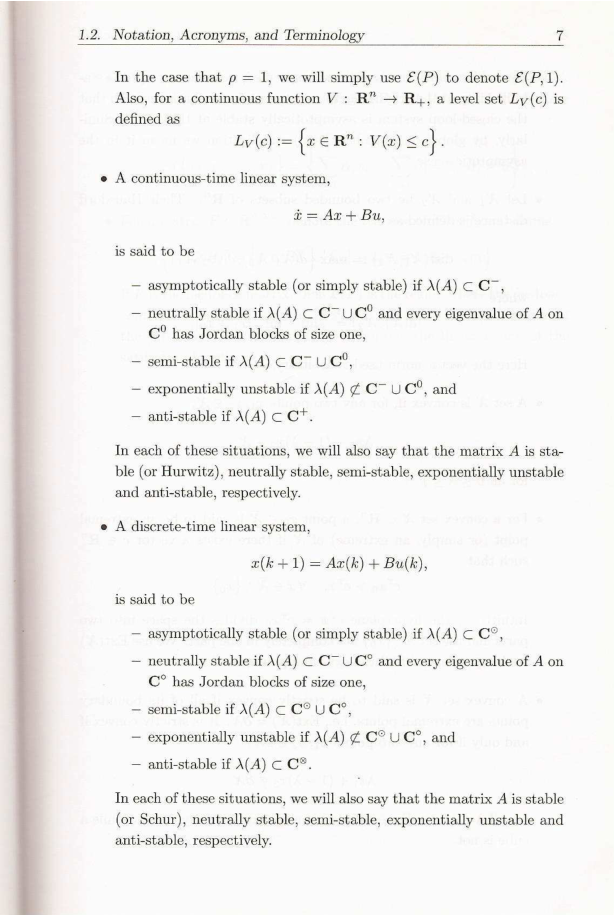 1.2. Notation, Acronyms, and Terminology 7
In the case that ρ = 1, we will simply use ℰ(P) to denote ℰ(P, 1).
Also, for a continuous function V : Rⁿ → R₊, a level set L_V(c) is
defined as
L_V(c) := {x ∈ Rⁿ : V(x) ≤ c}.
• A continuous-time linear system,
ẋ = Ax + Bu,
is said to be
– asymptotically stable (or simply stable) if λ(A) ⊂ C⁻,
– neutrally stable if λ(A) ⊂ C⁻ ∪ C⁰ and every eigenvalue of A on
C⁰ has Jordan blocks of size one,
– semi-stable if λ(A) ⊂ C⁻ ∪ C⁰,
– exponentially unstable if λ(A) ⊄ C⁻ ∪ C⁰, and
– anti-stable if λ(A) ⊂ C⁺.
In each of these situations, we will also say that the matrix A is sta-
ble (or Hurwitz), neutrally stable, semi-stable, exponentially unstable
and anti-stable, respectively.
• A discrete-time linear system,
x(k + 1) = Ax(k) + Bu(k),
is said to be
– asymptotically stable (or simply stable) if λ(A) ⊂ C^⊙,
– neutrally stable if λ(A) ⊂ C⁻ ∪ C^∘ and every eigenvalue of A on
C^∘ has Jordan blocks of size one,
– semi-stable if λ(A) ⊂ C^⊙ ∪ C^∘,
– exponentially unstable if λ(A) ⊄ C^⊙ ∪ C^∘, and
– anti-stable if λ(A) ⊂ C^⊗.
In each of these situations, we will also say that the matrix A is stable
(or Schur), neutrally stable, semi-stable, exponentially unstable and
anti-stable, respectively.